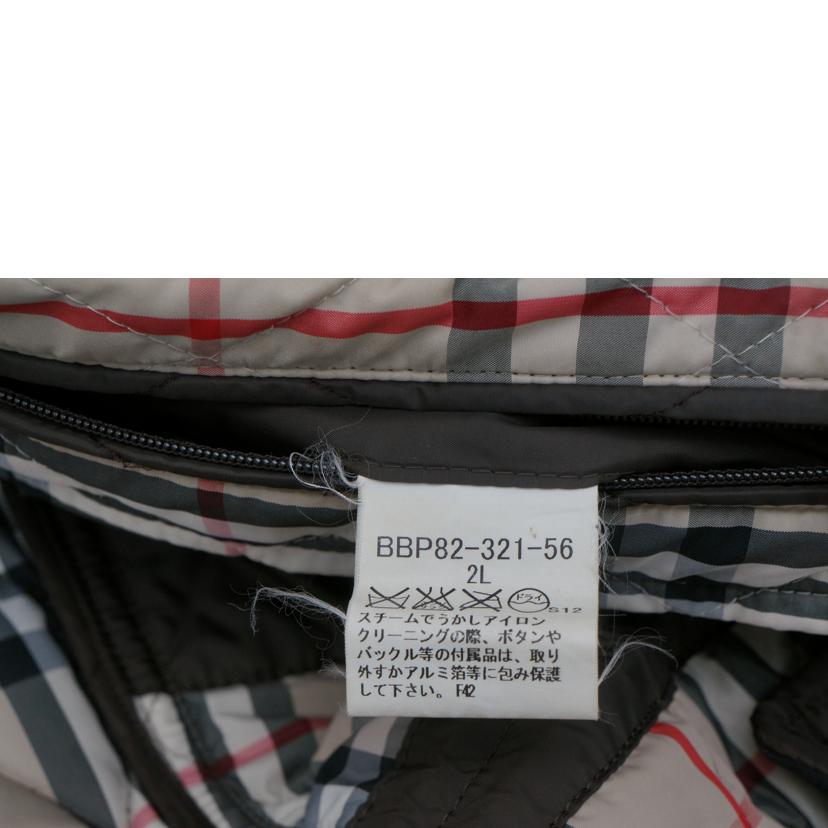 BBP82-321-56
2L
ドライ
S12
スチームでうかしアイロン
クリーニングの際、ボタンや
バックル等の付属品は、取り
外すかアルミ箔等に包み保護
して下さい。F42